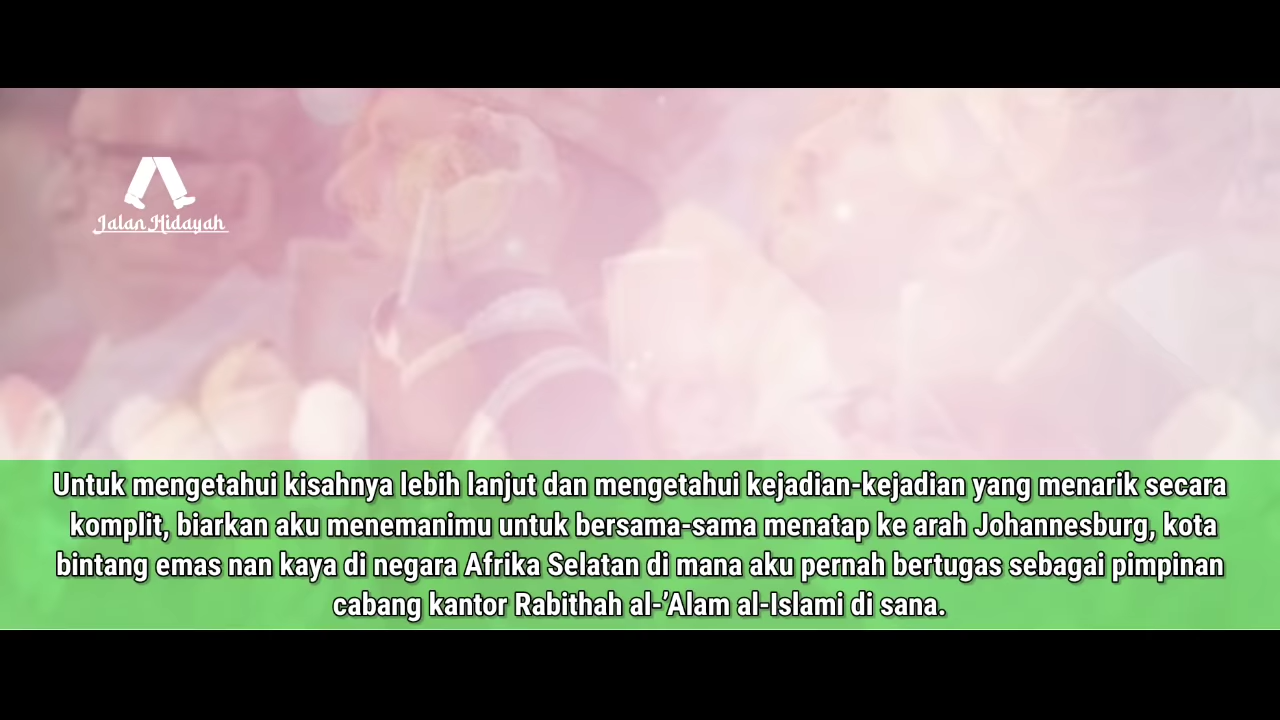 Jalan Hidayah
Untuk mengetahui kisahnya lebih lanjut dan mengetahui kejadian-kejadian yang menarik secara
komplit, biarkan aku menemanimu untuk bersama-sama menatap ke arah Johannesburg, kota
bintang emas nan kaya di negara Afrika Selatan di mana aku pernah bertugas sebagai pimpinan
cabang kantor Rabithah al-’Alam al-Islami di sana.